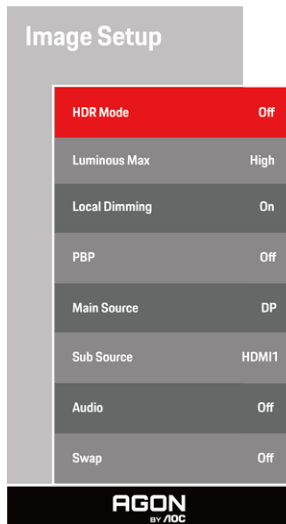 Image Setup
HDR Mode Off
Luminous Max High
Local Dimming On
PBP Off
Main Source DP
Sub Source HDMI1
Audio Off
Swap Off
AGON
BY AOC